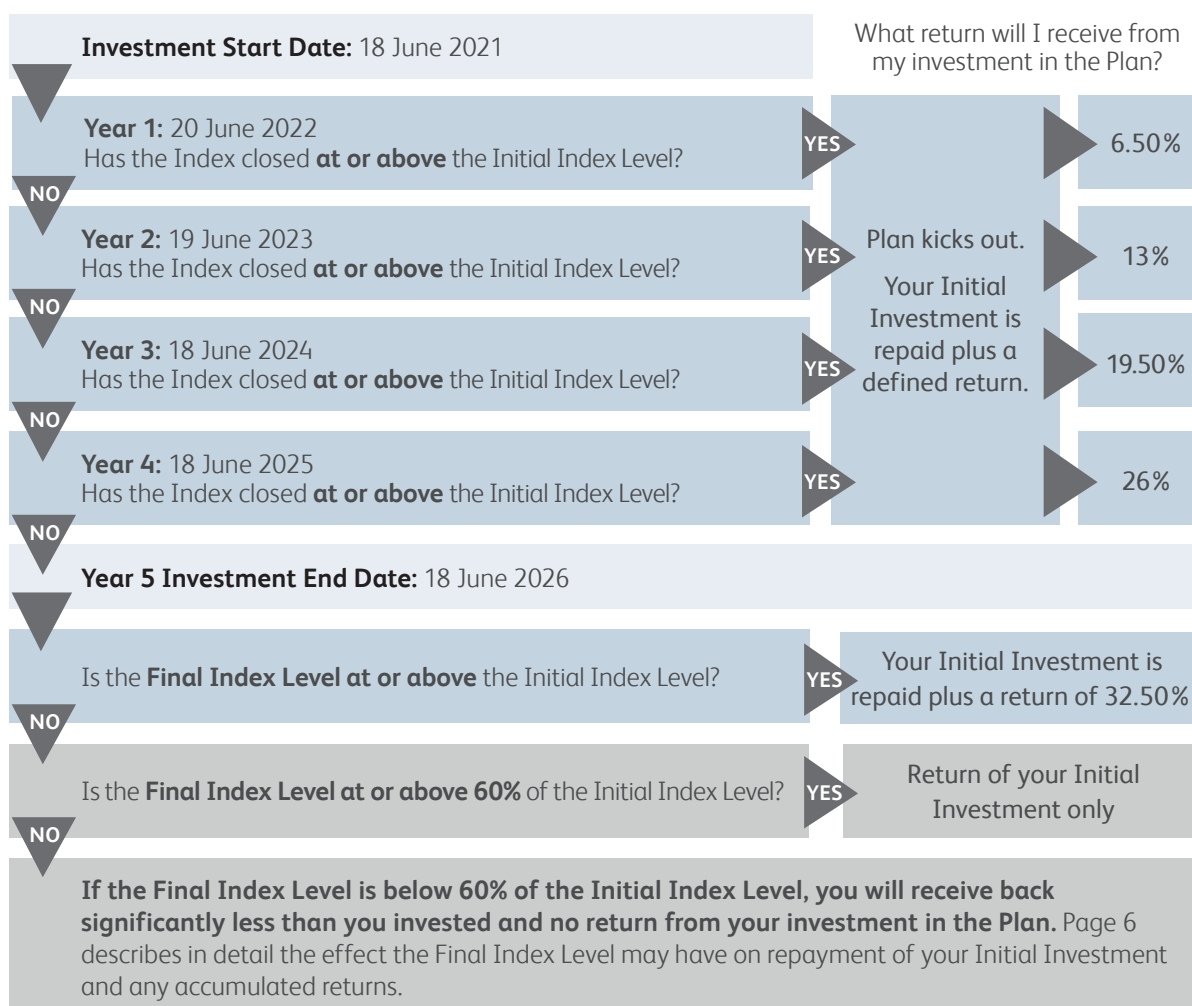 Investment Start Date: 18 June 2021
What return will I receive from
my investment in the Plan?
Year 1: 20 June 2022
Has the Index closed at or above the Initial Index Level?
YES
6.50%
NO
Year 2: 19 June 2023
Has the Index closed at or above the Initial Index Level?
YES
Plan kicks out.
Your Initial
Investment is
repaid plus a
defined return.
13%
NO
Year 3: 18 June 2024
Has the Index closed at or above the Initial Index Level?
YES
19.50%
NO
Year 4: 18 June 2025
Has the Index closed at or above the Initial Index Level?
YES
26%
NO
Year 5 Investment End Date: 18 June 2026
Is the Final Index Level at or above the Initial Index Level?
YES
Your Initial Investment is
repaid plus a return of 32.50%
NO
Is the Final Index Level at or above 60% of the Initial Index Level?
YES
Return of your Initial
Investment only
NO
If the Final Index Level is below 60% of the Initial Index Level, you will receive back
significantly less than you invested and no return from your investment in the Plan. Page 6
describes in detail the effect the Final Index Level may have on repayment of your Initial Investment
and any accumulated returns.